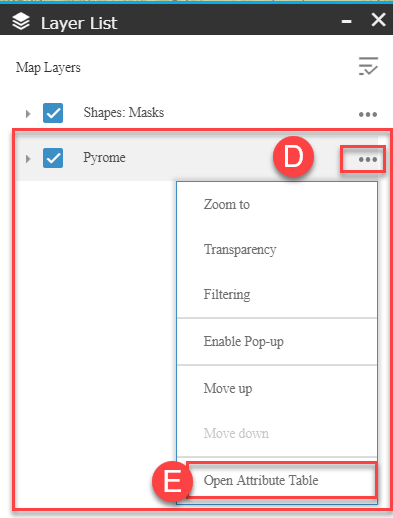 Layer List
Map Layers
Shapes: Masks
Pyrome
D
Zoom to
Transparency
Filtering
Enable Pop-up
Move up
Move down
E
Open Attribute Table